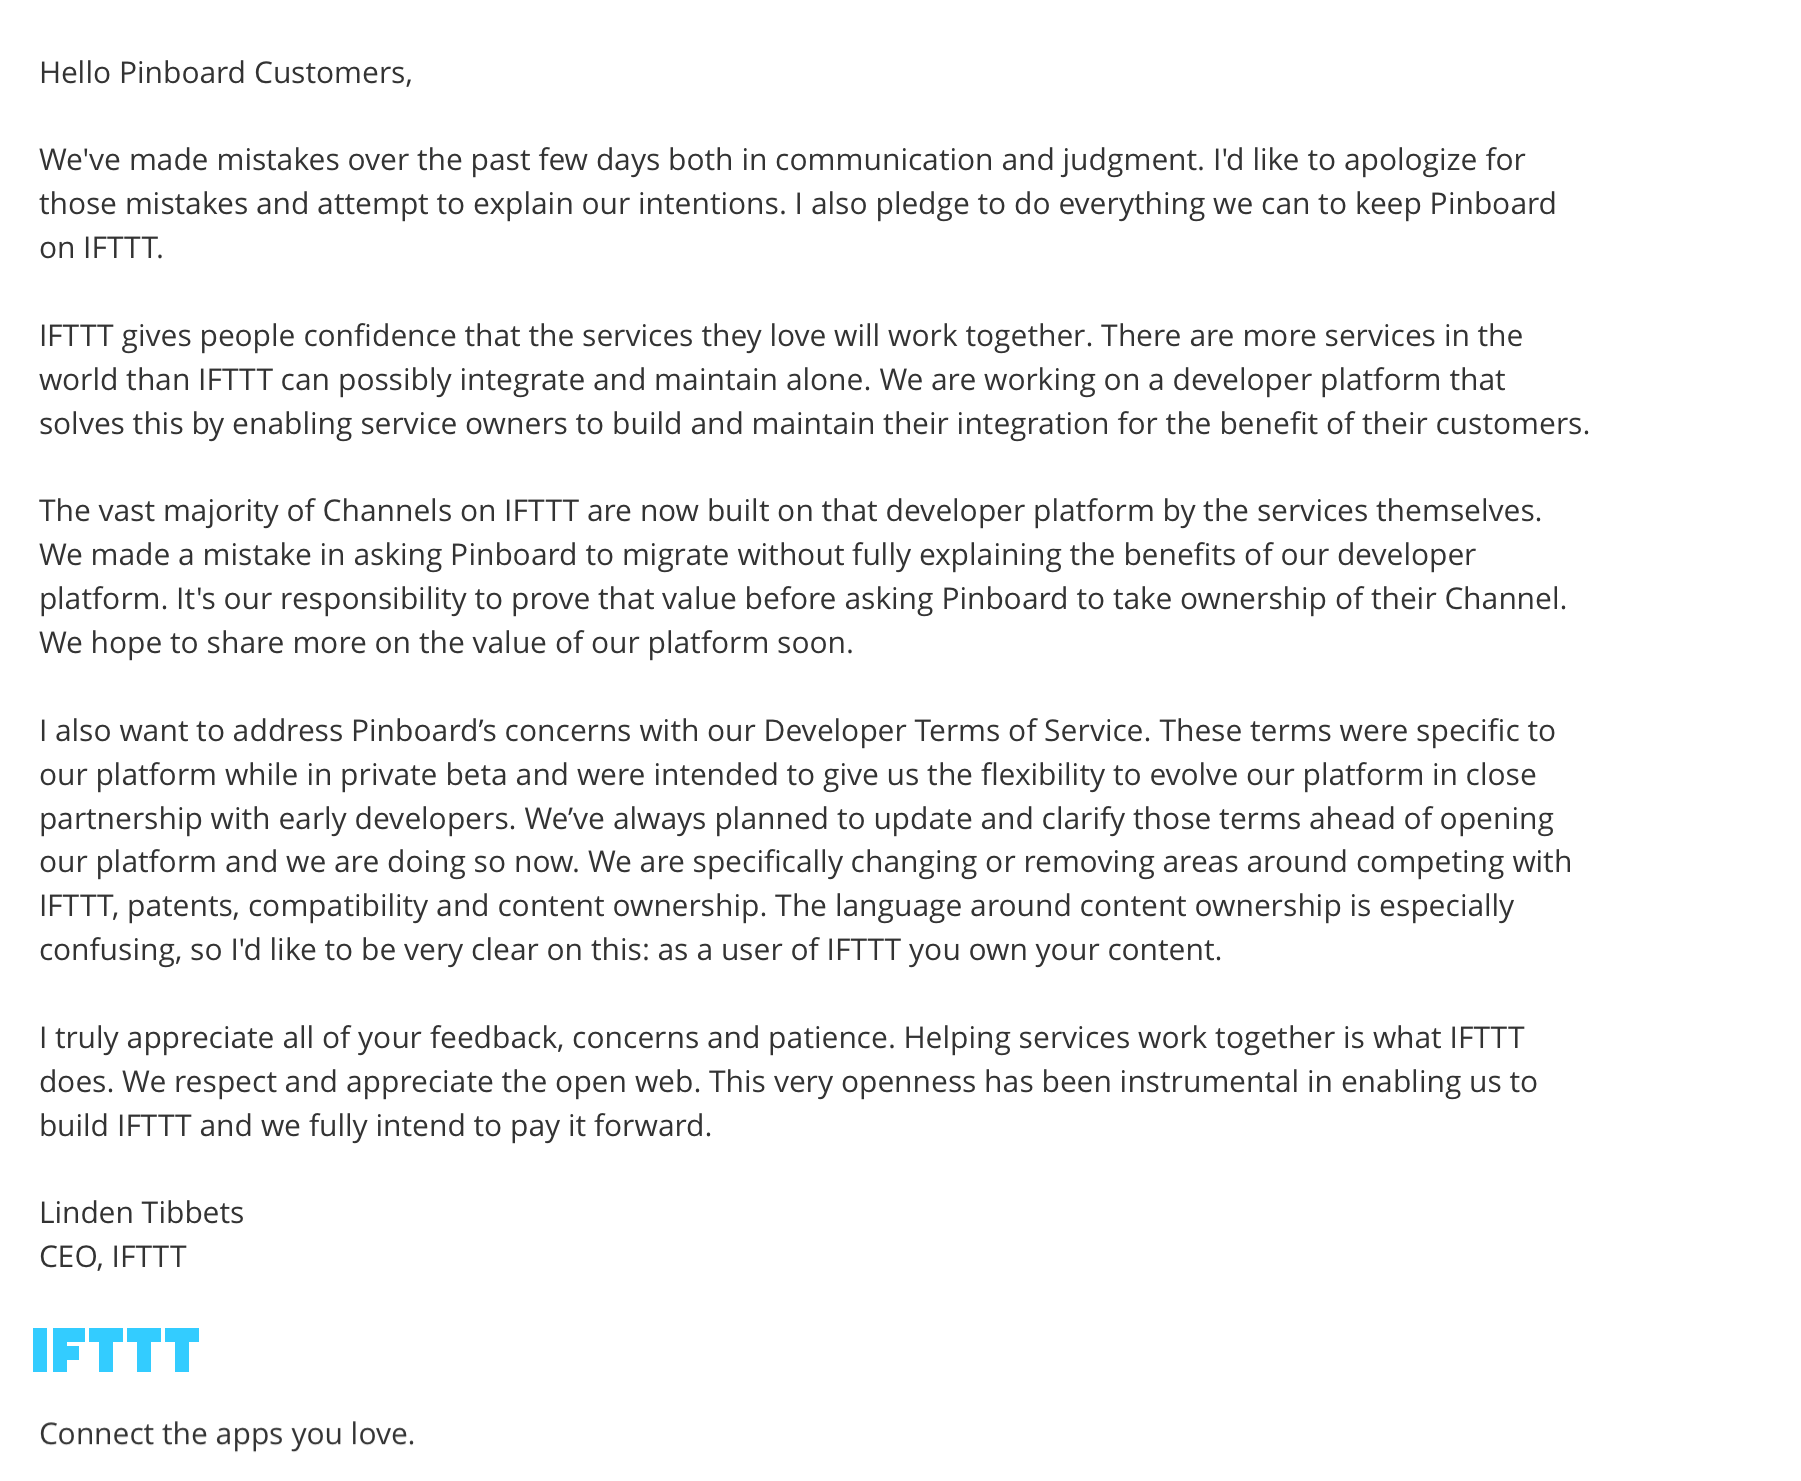 Hello Pinboard Customers,
We've made mistakes over the past few days both in communication and judgment. I'd like to apologize for
those mistakes and attempt to explain our intentions. I also pledge to do everything we can to keep Pinboard
on IFTTT.
IFTTT gives people confidence that the services they love will work together. There are more services in the
world than IFTTT can possibly integrate and maintain alone. We are working on a developer platform that
solves this by enabling service owners to build and maintain their integration for the benefit of their customers.
The vast majority of Channels on IFTTT are now built on that developer platform by the services themselves.
We made a mistake in asking Pinboard to migrate without fully explaining the benefits of our developer
platform. It's our responsibility to prove that value before asking Pinboard to take ownership of their Channel.
We hope to share more on the value of our platform soon.
I also want to address Pinboard’s concerns with our Developer Terms of Service. These terms were specific to
our platform while in private beta and were intended to give us the flexibility to evolve our platform in close
partnership with early developers. We’ve always planned to update and clarify those terms ahead of opening
our platform and we are doing so now. We are specifically changing or removing areas around competing with
IFTTT, patents, compatibility and content ownership. The language around content ownership is especially
confusing, so I'd like to be very clear on this: as a user of IFTTT you own your content.
I truly appreciate all of your feedback, concerns and patience. Helping services work together is what IFTTT
does. We respect and appreciate the open web. This very openness has been instrumental in enabling us to
build IFTTT and we fully intend to pay it forward.
Linden Tibbets
CEO, IFTTT
IFTTT
Connect the apps you love.